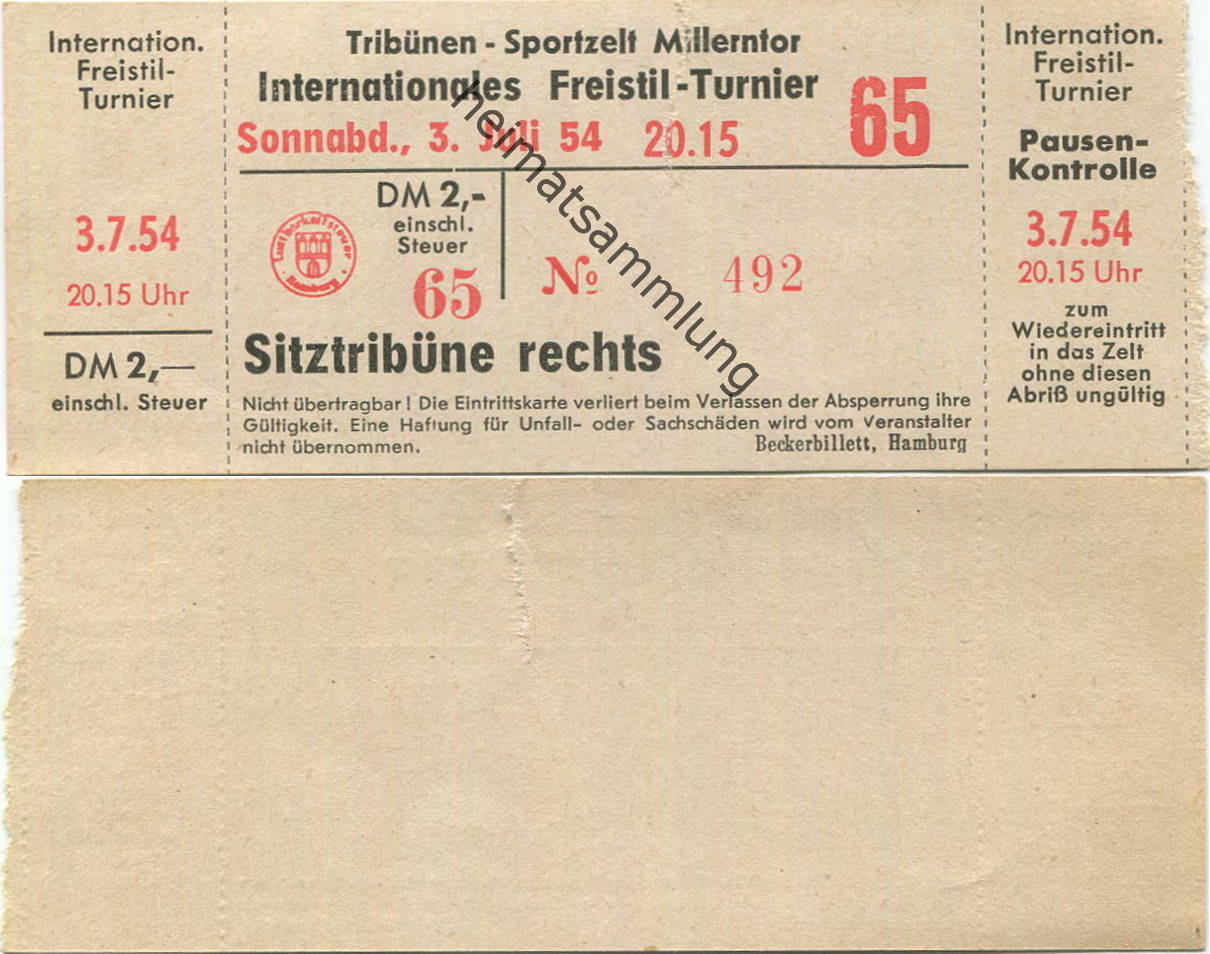 Internation.
Freistil-
Turnier
3.7.54
20.15 Uhr
DM 2,—
einschl. Steuer
Tribünen - Sportzelt Millerntor
Internationales Freistil-Turnier
Sonnabd., 3. Juli 54 20.15
65
DM 2,-
einschl.
Steuer
65
Lustbarkeitssteuer
Hamburg
№ 492
Sitztribüne rechts
Nicht übertragbar! Die Eintrittskarte verliert beim Verlassen der Absperrung ihre
Gültigkeit. Eine Haftung für Unfall- oder Sachschäden wird vom Veranstalter
nicht übernommen.
Beckerbillett, Hamburg
Internation.
Freistil-
Turnier
Pausen-
Kontrolle
3.7.54
20.15 Uhr
zum
Wiedereintritt
in das Zelt
ohne diesen
Abriß ungültig
heimatsammlung